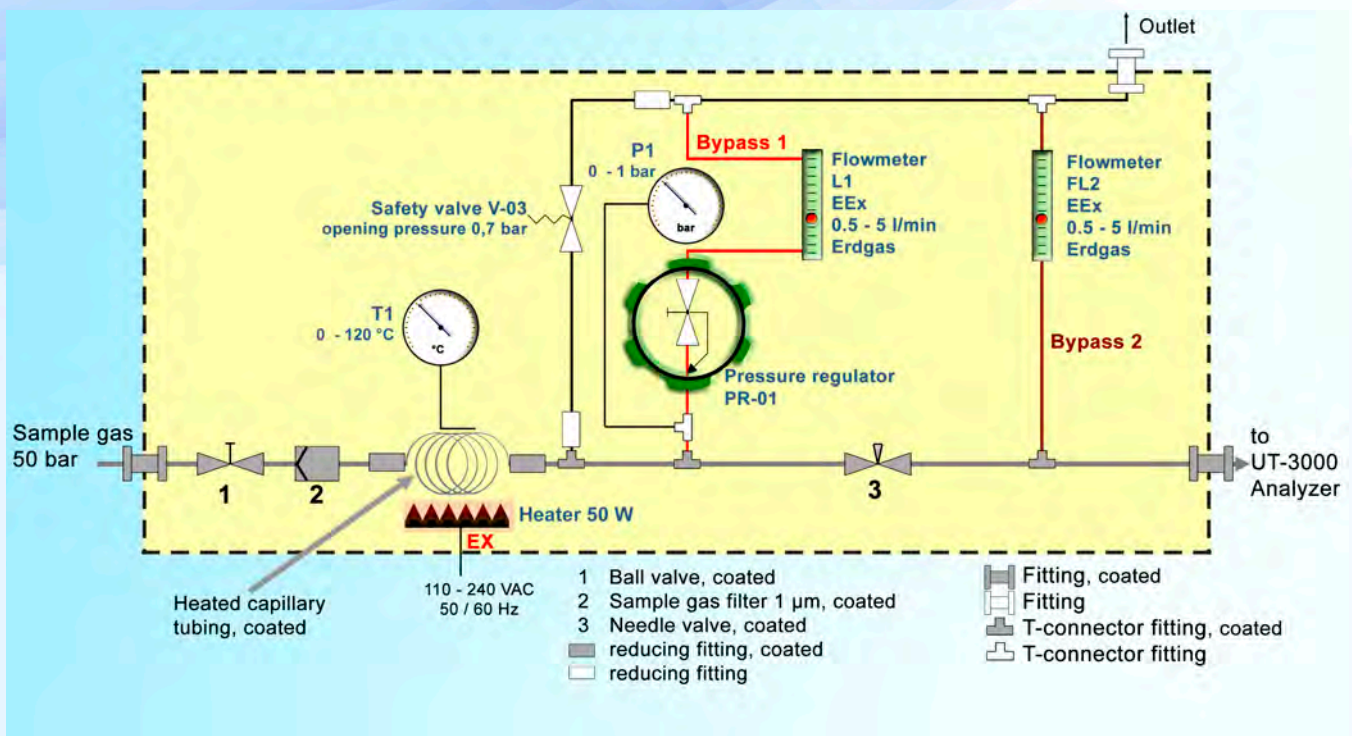 Outlet
Bypass 1
P1
0 - 1 bar
bar
Flowmeter
L1
EEx
0.5 - 5 l/min
Erdgas
Flowmeter
FL2
EEx
0.5 - 5 l/min
Erdgas
Safety valve V-03
opening pressure 0,7 bar
T1
0 - 120 °C
°C
Bypass 2
Pressure regulator
PR-01
Sample gas
50 bar
to
UT-3000
Analyzer
1
2
3
Heater 50 W
EX
110 - 240 VAC
50 / 60 Hz
Heated capillary
tubing, coated
1 Ball valve, coated
2 Sample gas filter 1 µm, coated
3 Needle valve, coated
reducing fitting, coated
reducing fitting
Fitting, coated
Fitting
T-connector fitting, coated
T-connector fitting